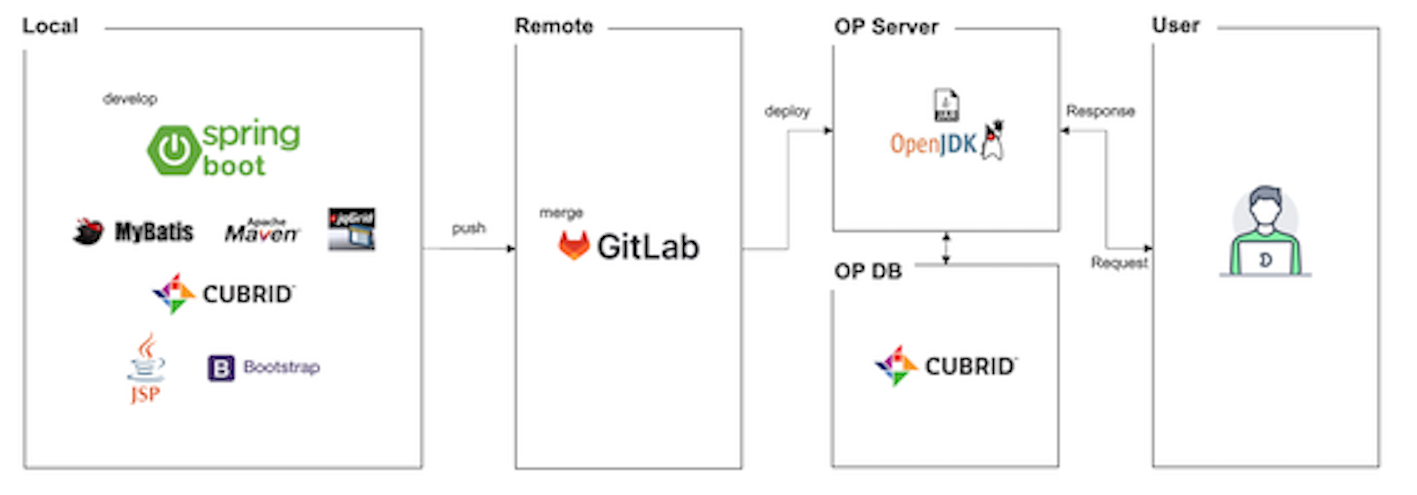 Local
develop
spring
boot
MyBatis
Apache
Maven
jqGrid
CUBRID
JSP
B Bootstrap
push
Remote
merge
GitLab
deploy
OP Server
JAR
OpenJDK
OP DB
CUBRID
Response
Request
User
D